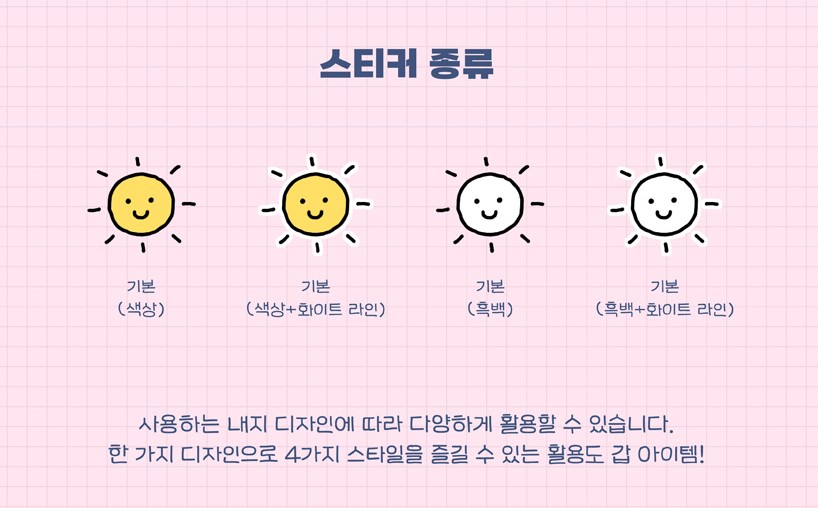 스티커 종류
기본
(색상)
기본
(색상+화이트 라인)
기본
(흑백)
기본
(흑백+화이트 라인)
사용하는 내지 디자인에 따라 다양하게 활용할 수 있습니다.
한 가지 디자인으로 4가지 스타일을 즐길 수 있는 활용도 갑 아이템!